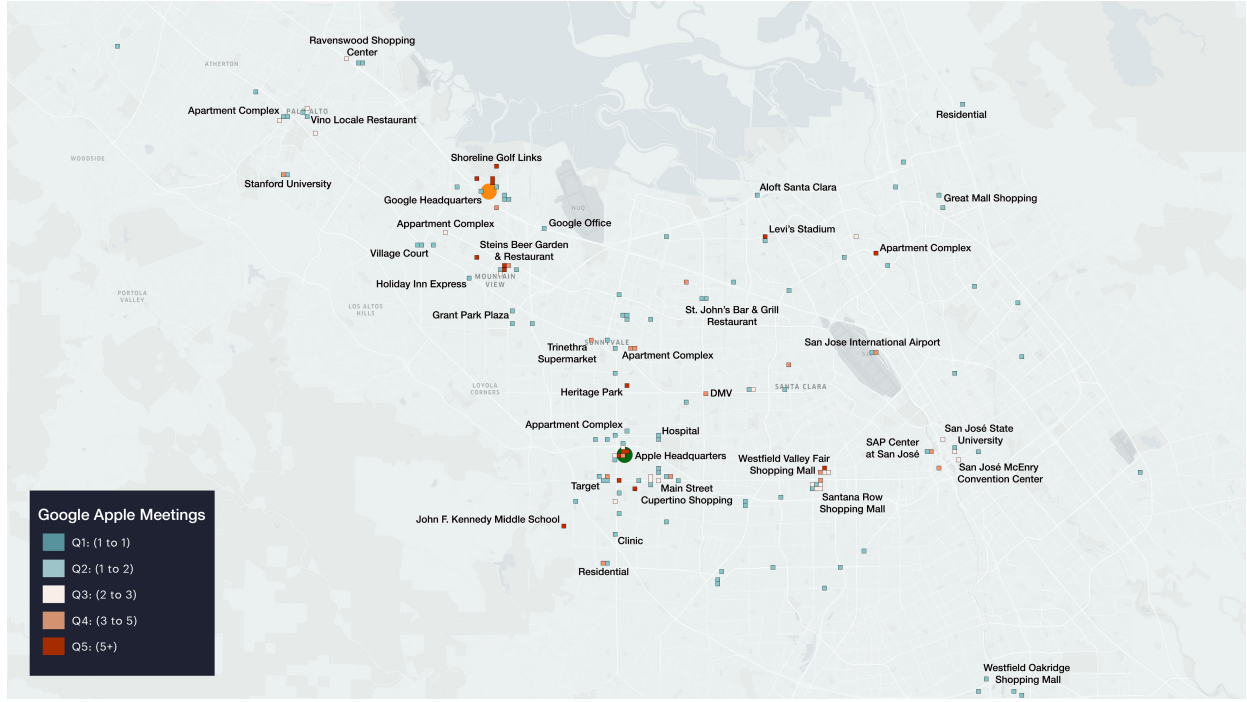 Ravenswood Shopping
Center
ATHERTON
Apartment Complex
PALO ALTO
Vino Locale Restaurant
Residential
WOODSIDE
Shoreline Golf Links
Stanford University
Google Headquarters
Aloft Santa Clara
Great Mall Shopping
NUQ
Appartment Complex
Google Office
Levi's Stadium
Village Court
Steins Beer Garden
& Restaurant
Apartment Complex
Holiday Inn Express
MOUNTAIN
VIEW
PORTOLA
VALLEY
LOS ALTOS
HILLS
Grant Park Plaza
St. John's Bar & Grill
Restaurant
SUNNYVALE
Trinethra
Supermarket
Apartment Complex
San Jose International Airport
LOYOLA
CORNERS
Heritage Park
DMV
SANTA CLARA
Appartment Complex
Hospital
San José State
University
SAP Center
at San José
Apple Headquarters
Westfield Valley Fair
Shopping Mall
San José McEnry
Convention Center
Target
Main Street
Cupertino Shopping
Santana Row
Shopping Mall
John F. Kennedy Middle School
Clinic
Residential
Google Apple Meetings
Q1: (1 to 1)
Q2: (1 to 2)
Q3: (2 to 3)
Q4: (3 to 5)
Q5: (5+)
Westfield Oakridge
Shopping Mall